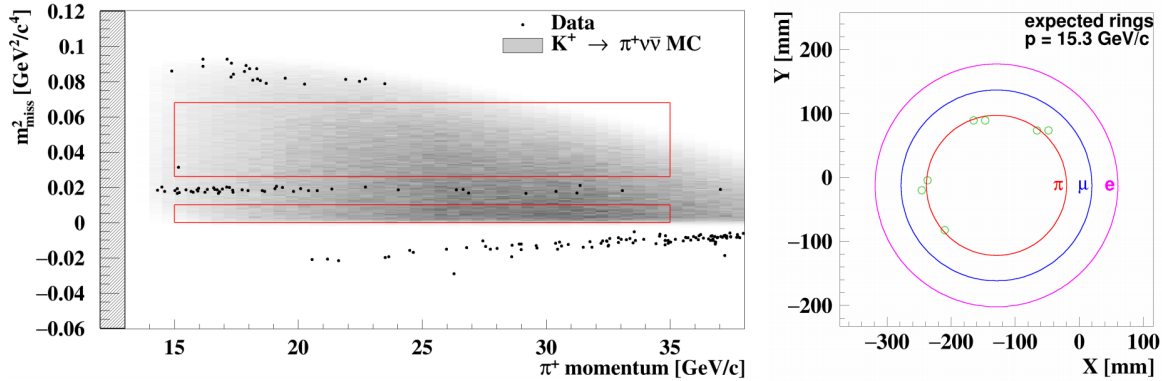 m²miss [GeV²/c⁴]
0.12
0.1
0.08
0.06
0.04
0.02
0
−0.02
−0.04
−0.06
Data
K⁺ → π⁺νν̄ MC
15 20 25 30 35
π⁺ momentum [GeV/c]
Y [mm]
200
100
0
−100
−200
expected rings
p = 15.3 GeV/c
π μ e
−300 −200 −100 0 100
X [mm]